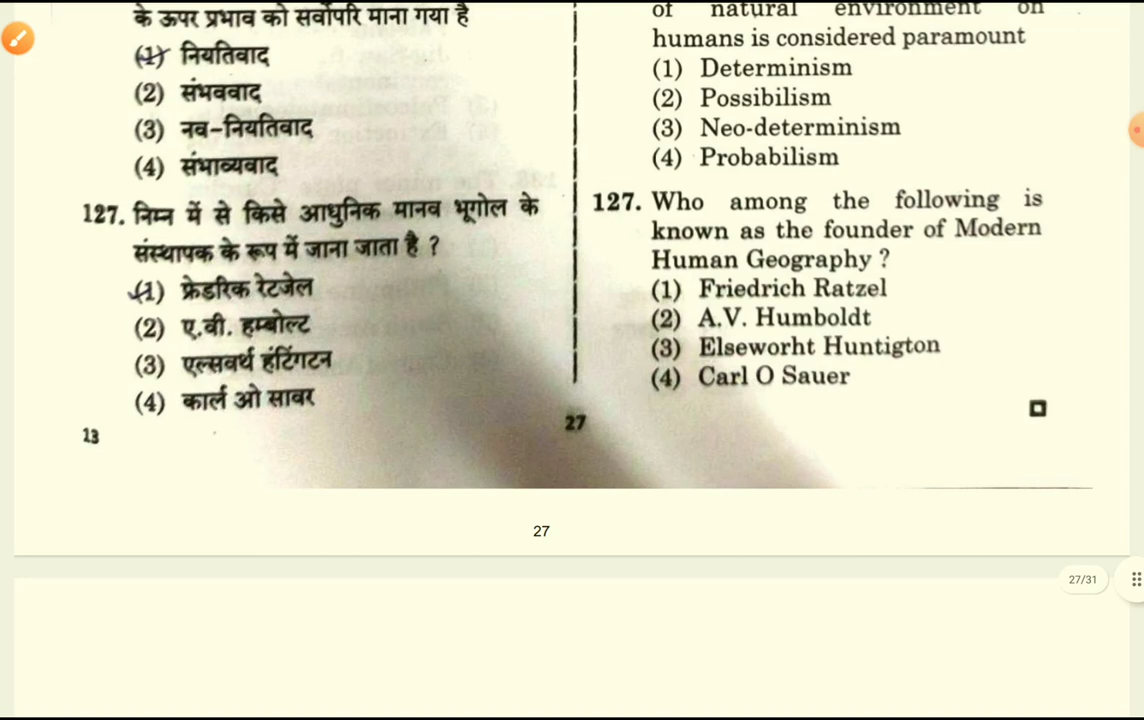 के ऊपर प्रभाव को सर्वोपरि माना गया है
(1) नियतिवाद
(2) संभववाद
(3) नव-नियतिवाद
(4) संभाव्यवाद
127. निम्न में से किसे आधुनिक मानव भूगोल के
संस्थापक के रूप में जाना जाता है ?
(1) फ्रेडरिक रेटजेल
(2) ए.वी. हम्बोल्ट
(3) एल्सवर्थ हंटिंगटन
(4) कार्ल ओ सावर
13
of natural environment on
humans is considered paramount
(1) Determinism
(2) Possibilism
(3) Neo-determinism
(4) Probabilism
127. Who among the following is
known as the founder of Modern
Human Geography ?
(1) Friedrich Ratzel
(2) A.V. Humboldt
(3) Elseworht Huntigton
(4) Carl O Sauer
27
27
27/31